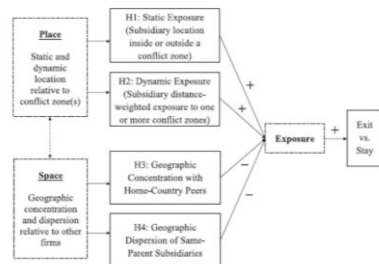 Place
Static and
dynamic
location
relative to
conflict zone(s)
H1: Static Exposure
(Subsidiary location
inside or outside a
conflict zone)
H2: Dynamic Exposure
(Subsidiary distance-
weighted exposure to one
or more conflict zones)
Space
Geographic
concentration
and dispersion
relative to other
firms
H3: Geographic
Concentration with
Home-Country Peers
H4: Geographic
Dispersion of Same-
Parent Subsidiaries
+
+
−
−
Exposure
+
Exit
vs.
Stay